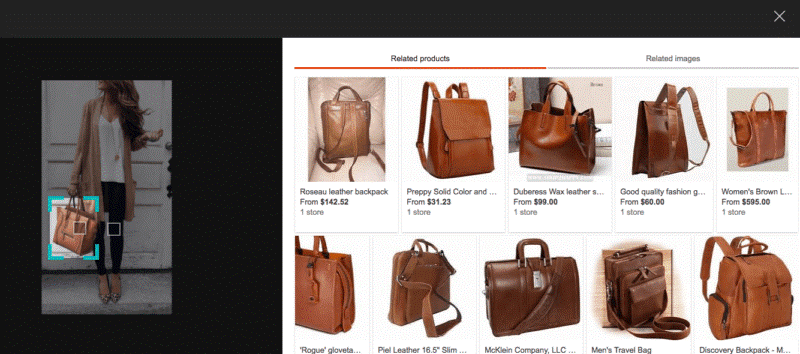 Related products
Related images
Roseau leather backpack
From $142.52
1 store
Preppy Solid Color and ...
From $31.23
1 store
Duberess Wax leather s...
From $99.00
1 store
Good quality fashion g...
From $60.00
1 store
Women's Brown L...
From $595.00
1 store
'Rogue' gloveta...
Piel Leather 16.5" Slim ...
McKlein Company, LLC ...
Men's Travel Bag
Discovery Backpack - M...